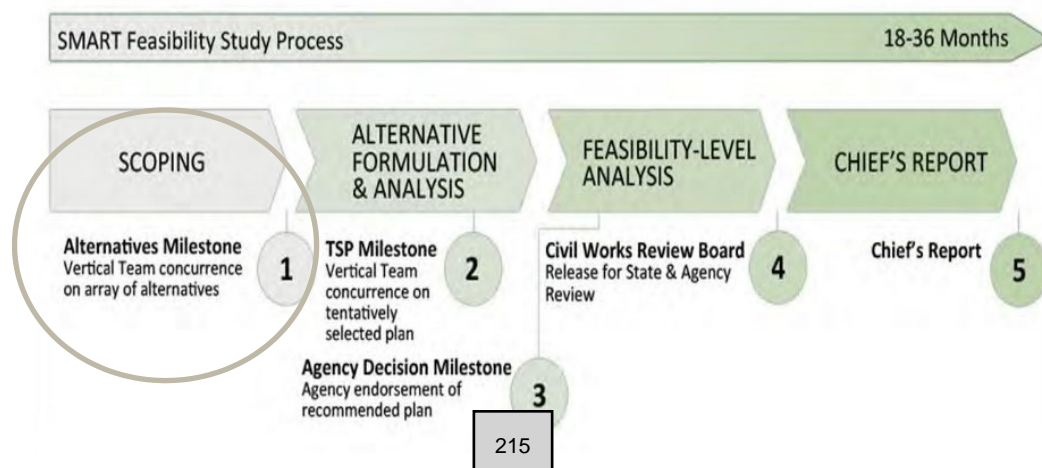 SMART Feasibility Study Process
18-36 Months
SCOPING
ALTERNATIVE
FORMULATION
& ANALYSIS
FEASIBILITY-LEVEL
ANALYSIS
CHIEF'S REPORT
Alternatives Milestone
Vertical Team concurrence
on array of alternatives
1
TSP Milestone
Vertical Team
concurrence on
tentatively
selected plan
2
Agency Decision Milestone
Agency endorsement of
recommended plan
3
Civil Works Review Board
Release for State & Agency
Review
4
Chief's Report
5
215